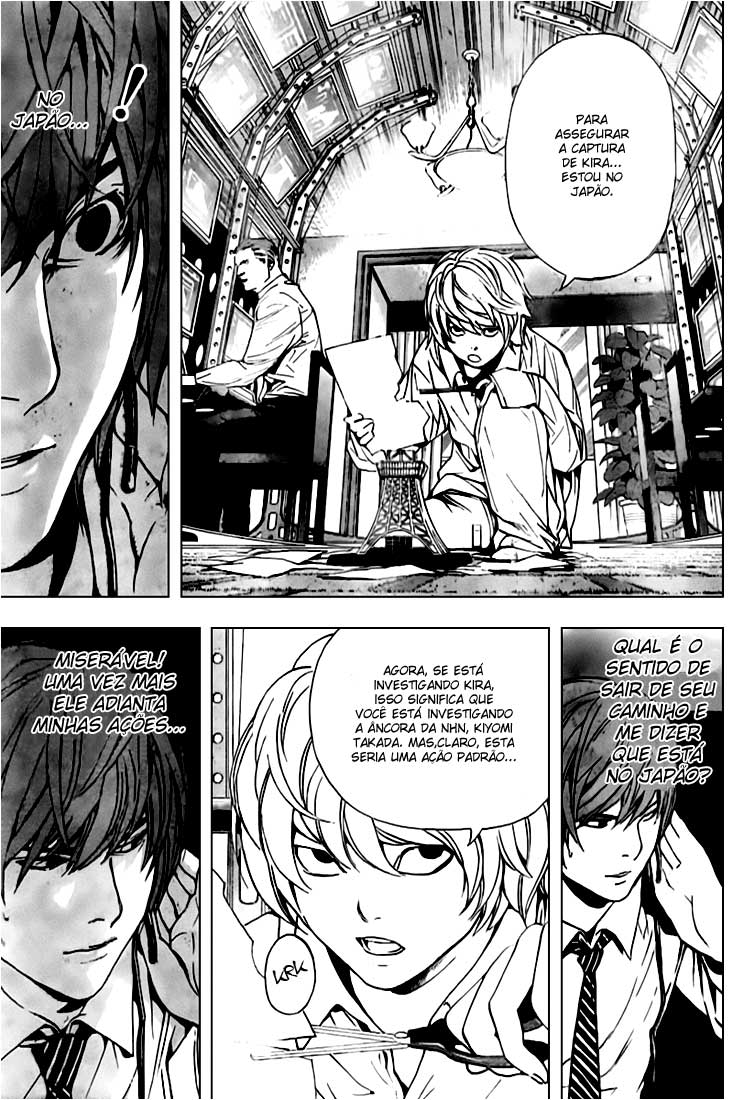 PARA
ASSEGURAR
A CAPTURA
DE KIRA...
ESTOU NO
JAPÃO.
!
NO
JAPÃO...
QUAL É O
SENTIDO DE
SAIR DE SEU
CAMINHO E
ME DIZER
QUE ESTÁ
NO JAPÃO?
AGORA, SE ESTÁ
INVESTIGANDO KIRA,
ISSO SIGNIFICA QUE
VOCÊ ESTÁ INVESTIGANDO
A ÂNCORA DA NHN, KIYOMI
TAKADA. MAS,CLARO, ESTA
SERIA UMA AÇÃO PADRÃO...
KRK
MISERÁVEL!
UMA VEZ MAIS
ELE ADIANTA
MINHAS AÇÕES...